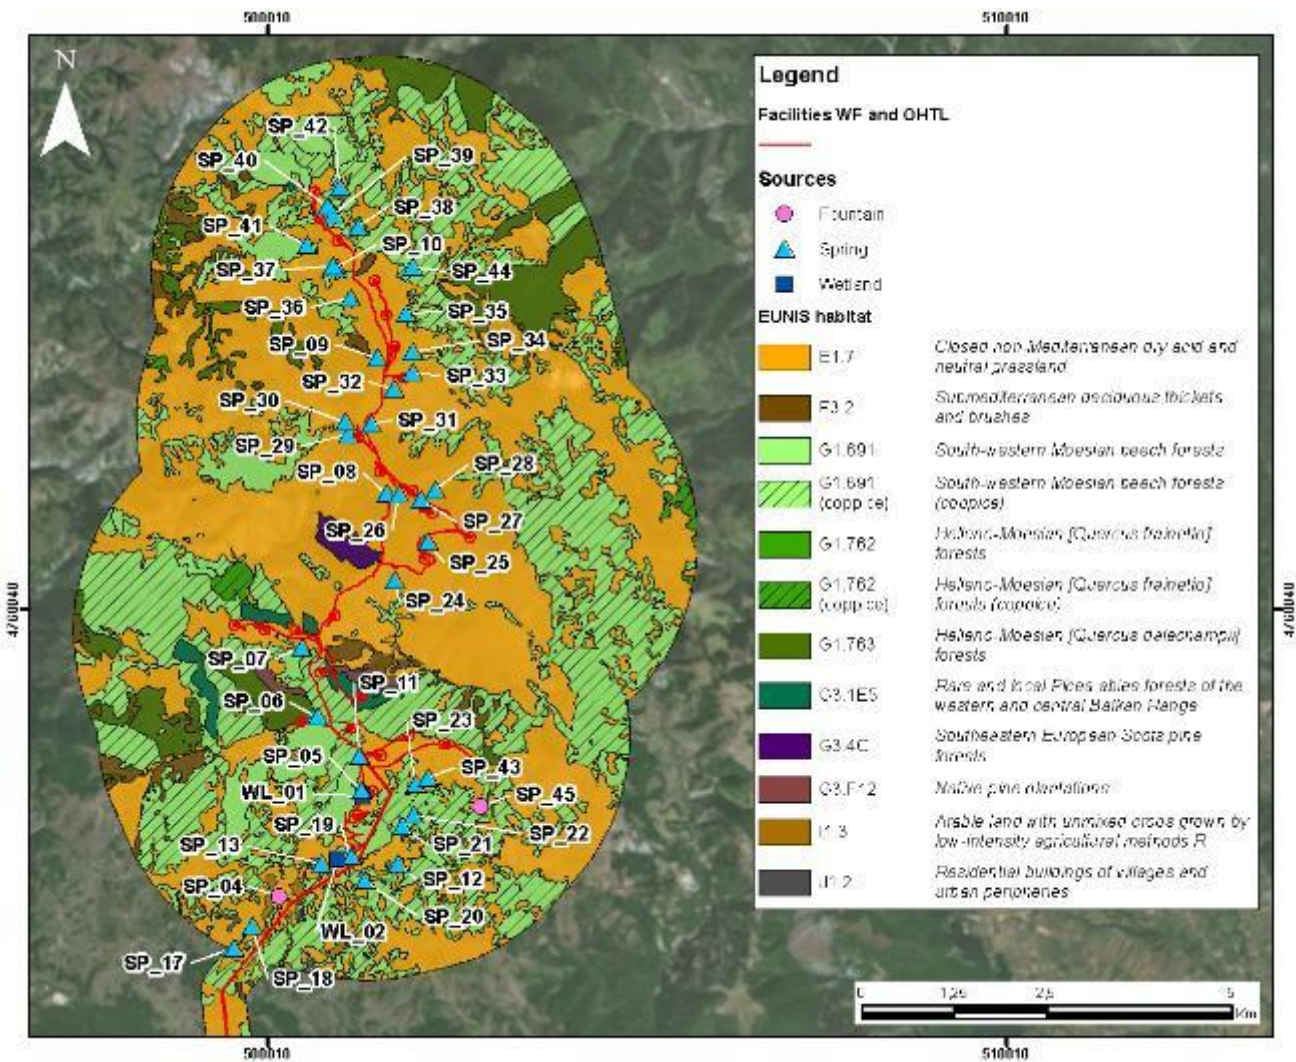 500010
510010
N
SP_42
SP_39
SP_40
SP_38
SP_41
SP_10
SP_37
SP_44
SP_36
SP_35
SP_09
SP_34
SP_32
SP_33
SP_30
SP_31
SP_29
SP_08
SP_28
SP_26
SP_27
SP_25
SP_24
SP_07
SP_11
SP_06
SP_23
SP_05
SP_43
WL_01
SP_45
SP_19
SP_22
SP_13
SP_21
SP_04
SP_12
SP_20
WL_02
SP_17
SP_18
4760040
4760040
Legend
Facilities WF and OHTL
Sources
Fountain
Spring
Wetland
EUNIS habitat
E1.7 Closed non-Mediterranean dry acid and
neutral grassland
F3.2 Submediterranean deciduous thickets
and brushes
G1.691 South-western Moesian beech forests
G1.691 South-western Moesian beech forests
(coppice) (coppice)
G1.762 Helleno-Moesian [Quercus frainetto]
forests
G1.762 Helleno-Moesian [Quercus frainetto]
(coppice) forests (coppice)
G1.763 Helleno-Moesian [Quercus dalechampii]
forests
G3.1E5 Rare and local Picea abies forests of the
western and central Balkan Range
G3.4C Southeastern European Scots pine
forests
G3.F12 Native pine plantations
I1.3 Arable land with unmixed crops grown by
low-intensity agricultural methods R
J1.2 Residential buildings of villages and
urban peripheries
0 1,25 2,5 5
Km
500010
510010